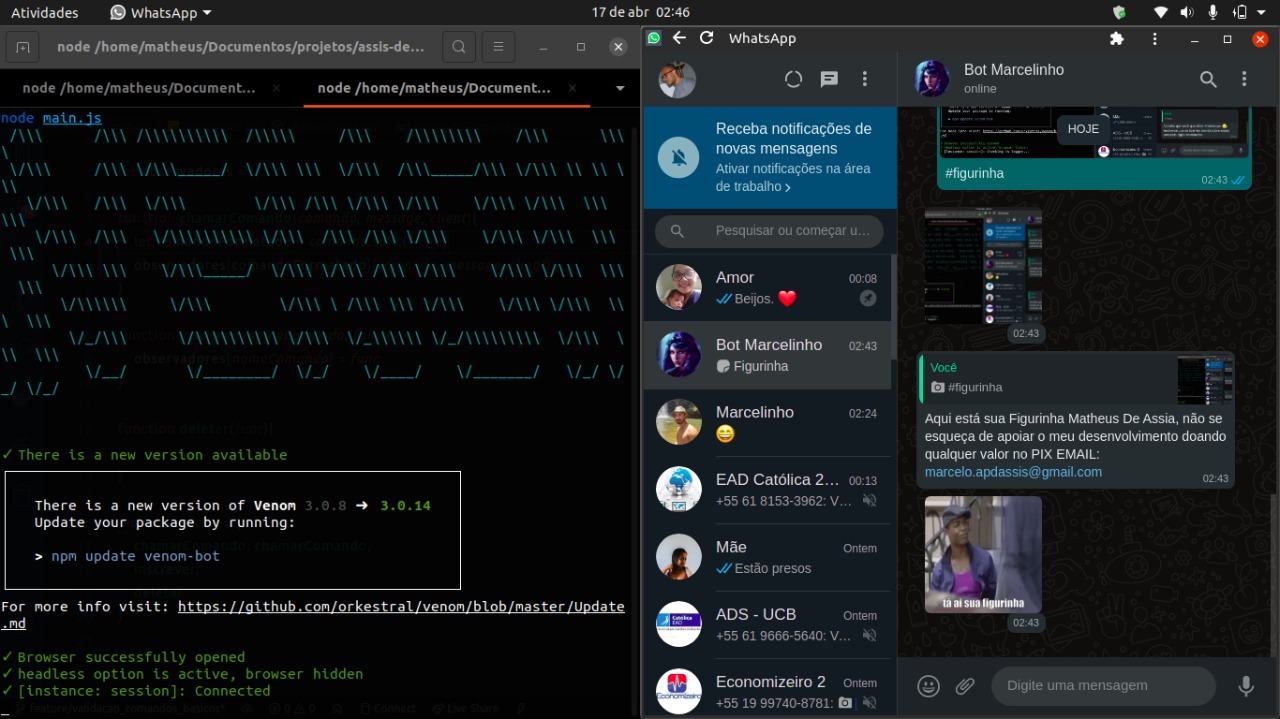 Atividades
WhatsApp
17 de abr 02:46
node /home/matheus/Documentos/projetos/assis-de...
node /home/matheus/Document...
node /home/matheus/Document...
node main.js
✓ There is a new version available
There is a new version of Venom 3.0.8 ➜ 3.0.14
Update your package by running:
> npm update venom-bot
For more info visit: https://github.com/orkestral/venom/blob/master/Update
.md
✓ Browser successfully opened
✓ headless option is active, browser hidden
✓ [instance: session]: Connected
WhatsApp
Receba notificações de
novas mensagens
Ativar notificações na área
de trabalho >
Pesquisar ou começar u...
Amor 00:08
Beijos. ❤️
Bot Marcelinho 02:43
Figurinha
Marcelinho 02:24
😄
EAD Católica 2... 00:13
+55 61 8153-3962: V...
Mãe Ontem
Estão presos
ADS - UCB Ontem
+55 61 9666-5640: V...
Economizeiro 2 Ontem
+55 19 99740-8781:
Bot Marcelinho
online
HOJE
#figurinha
02:43
02:43
Você
#figurinha
Aqui está sua Figurinha Matheus De Assia, não se
esqueça de apoiar o meu desenvolvimento doando
qualquer valor no PIX EMAIL:
marcelo.apdassis@gmail.com
02:43
tá ai sua figurinha
02:43
Digite uma mensagem